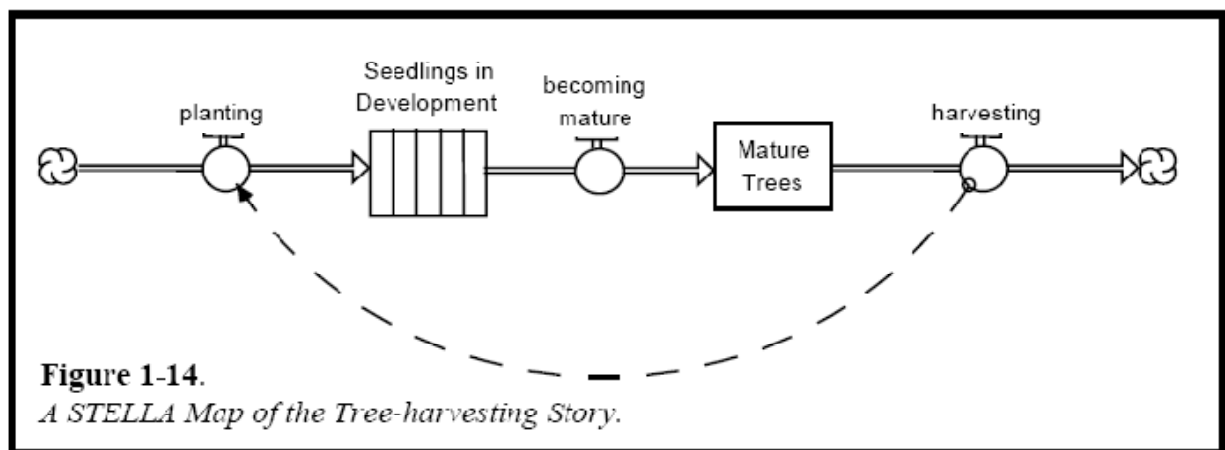 Seedlings in
Development
becoming
mature
planting
harvesting
Mature
Trees
Figure 1-14.
A STELLA Map of the Tree-harvesting Story.